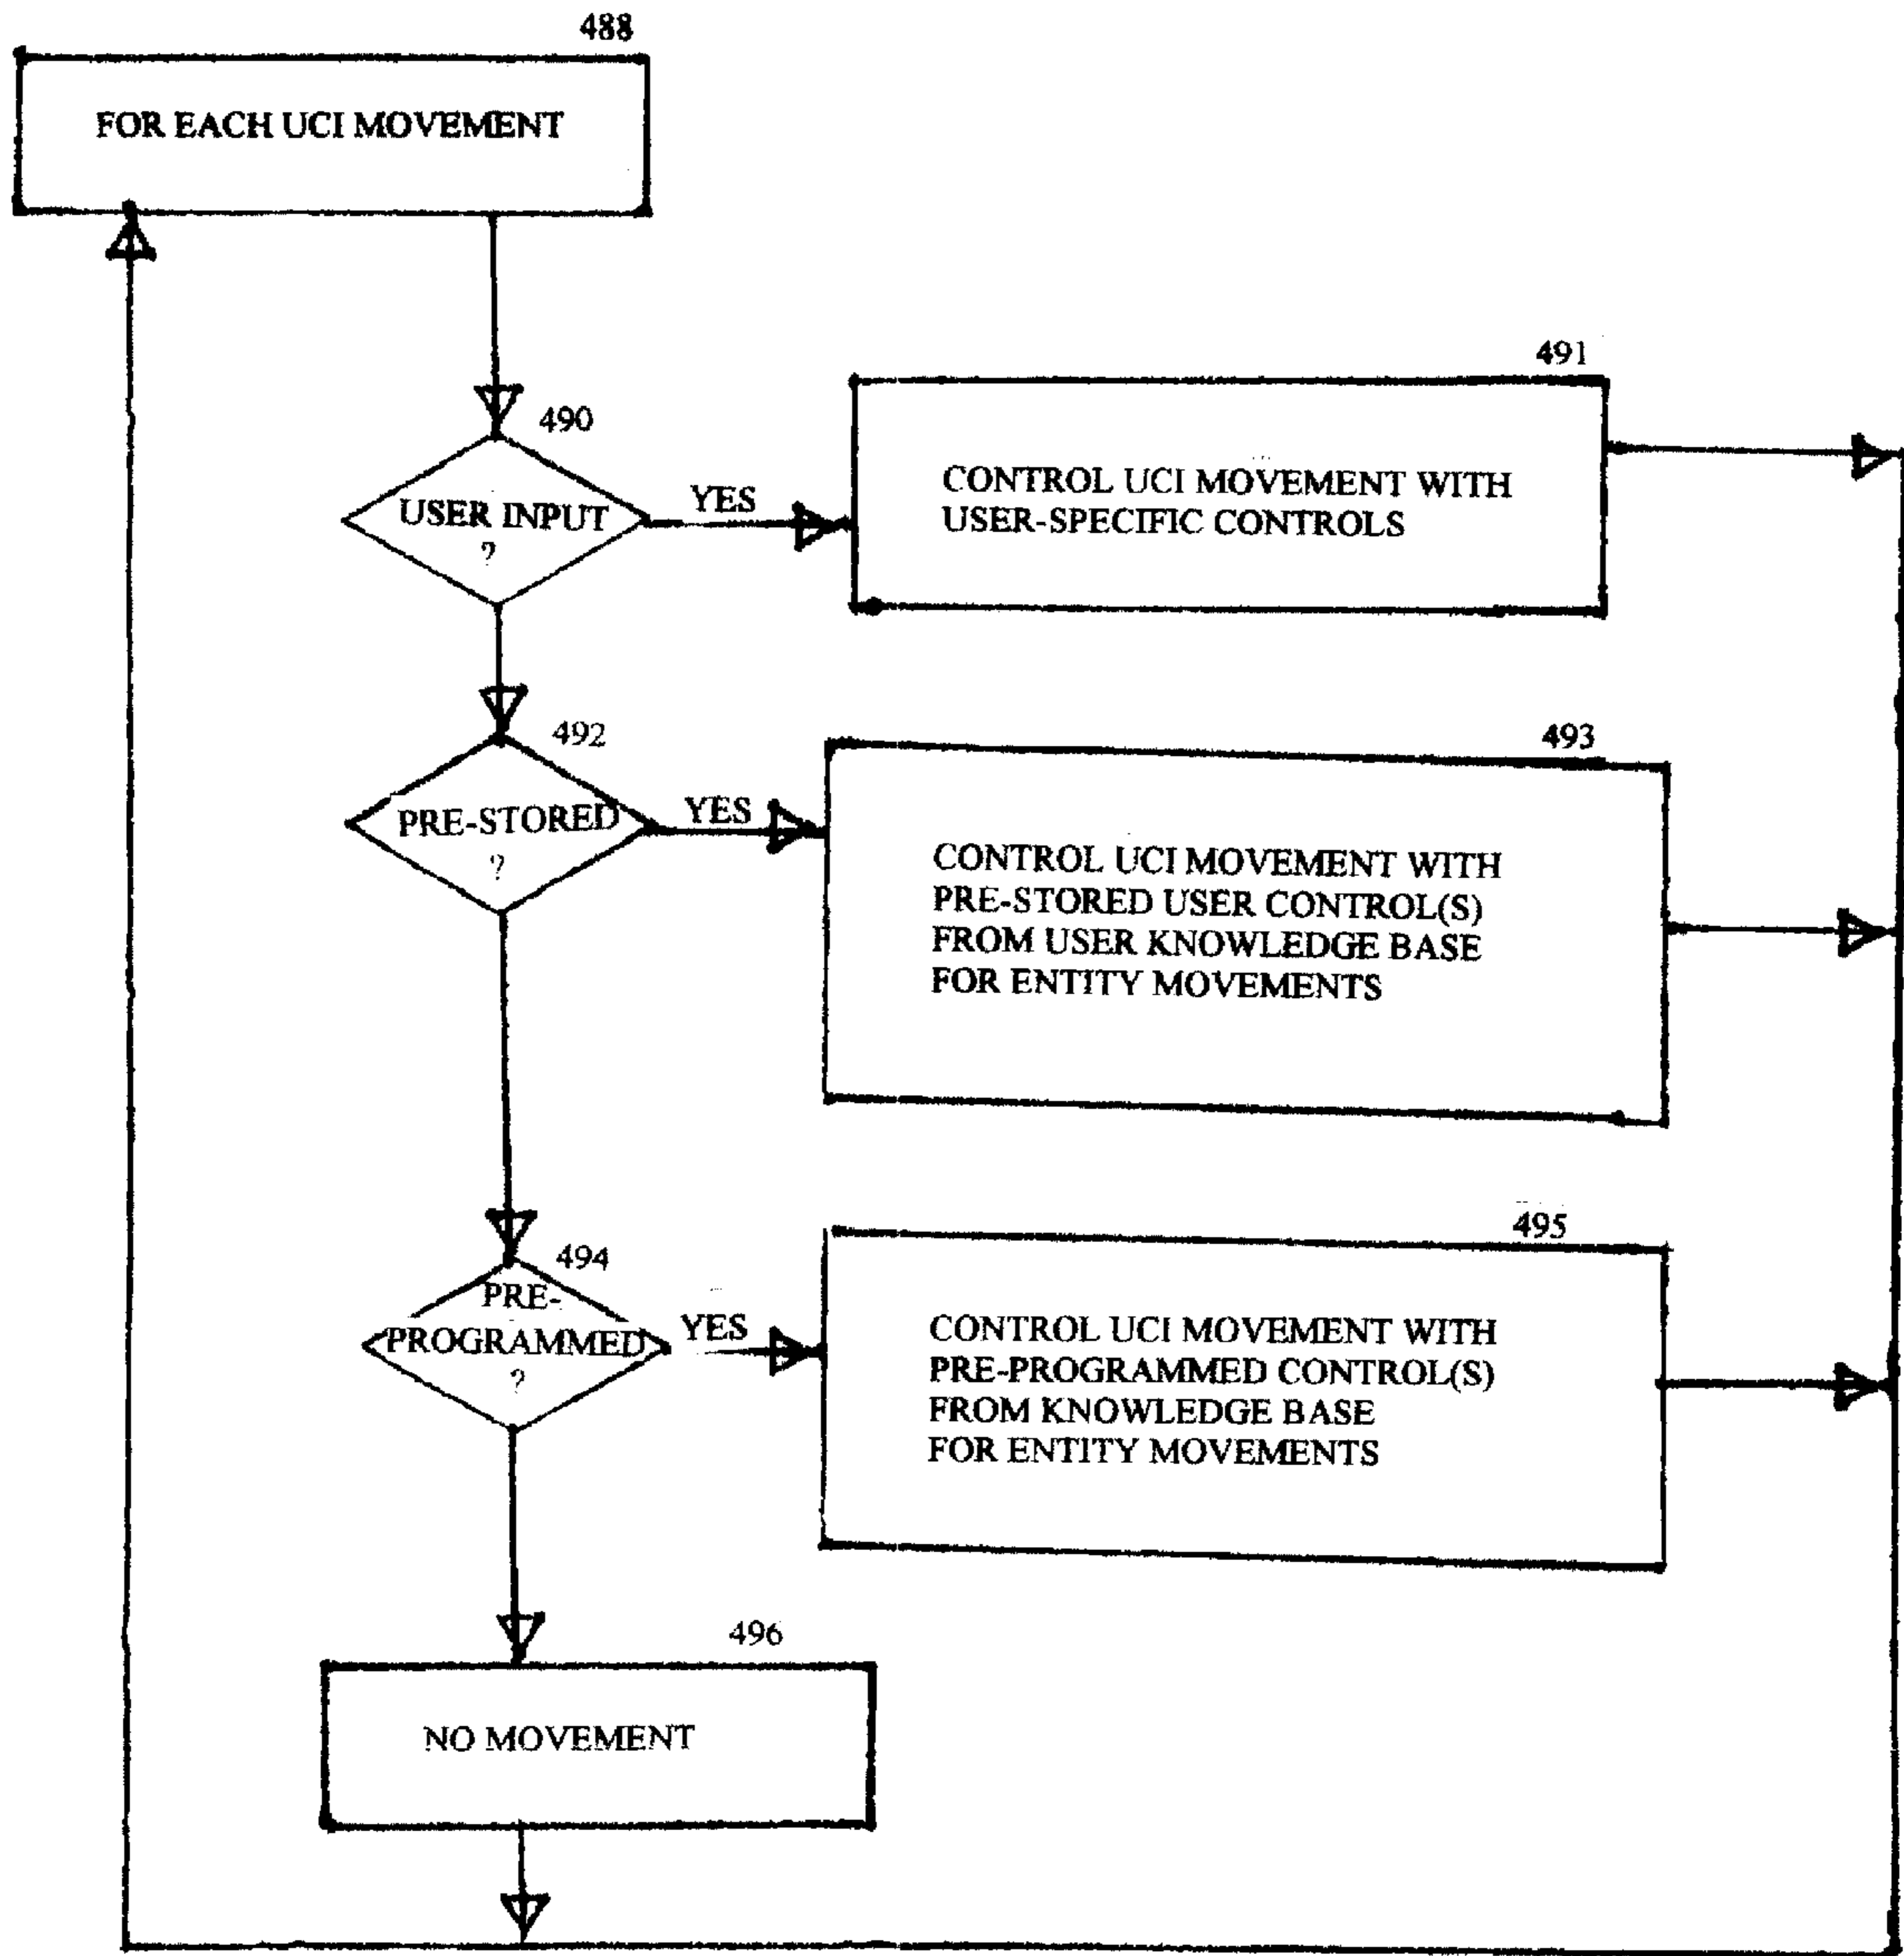 488
FOR EACH UCI MOVEMENT
490
USER INPUT
?
YES
491
CONTROL UCI MOVEMENT WITH
USER-SPECIFIC CONTROLS
492
PRE-STORED
?
YES
493
CONTROL UCI MOVEMENT WITH
PRE-STORED USER CONTROL(S)
FROM USER KNOWLEDGE BASE
FOR ENTITY MOVEMENTS
494
PRE-
PROGRAMMED
?
YES
495
CONTROL UCI MOVEMENT WITH
PRE-PROGRAMMED CONTROL(S)
FROM KNOWLEDGE BASE
FOR ENTITY MOVEMENTS
496
NO MOVEMENT